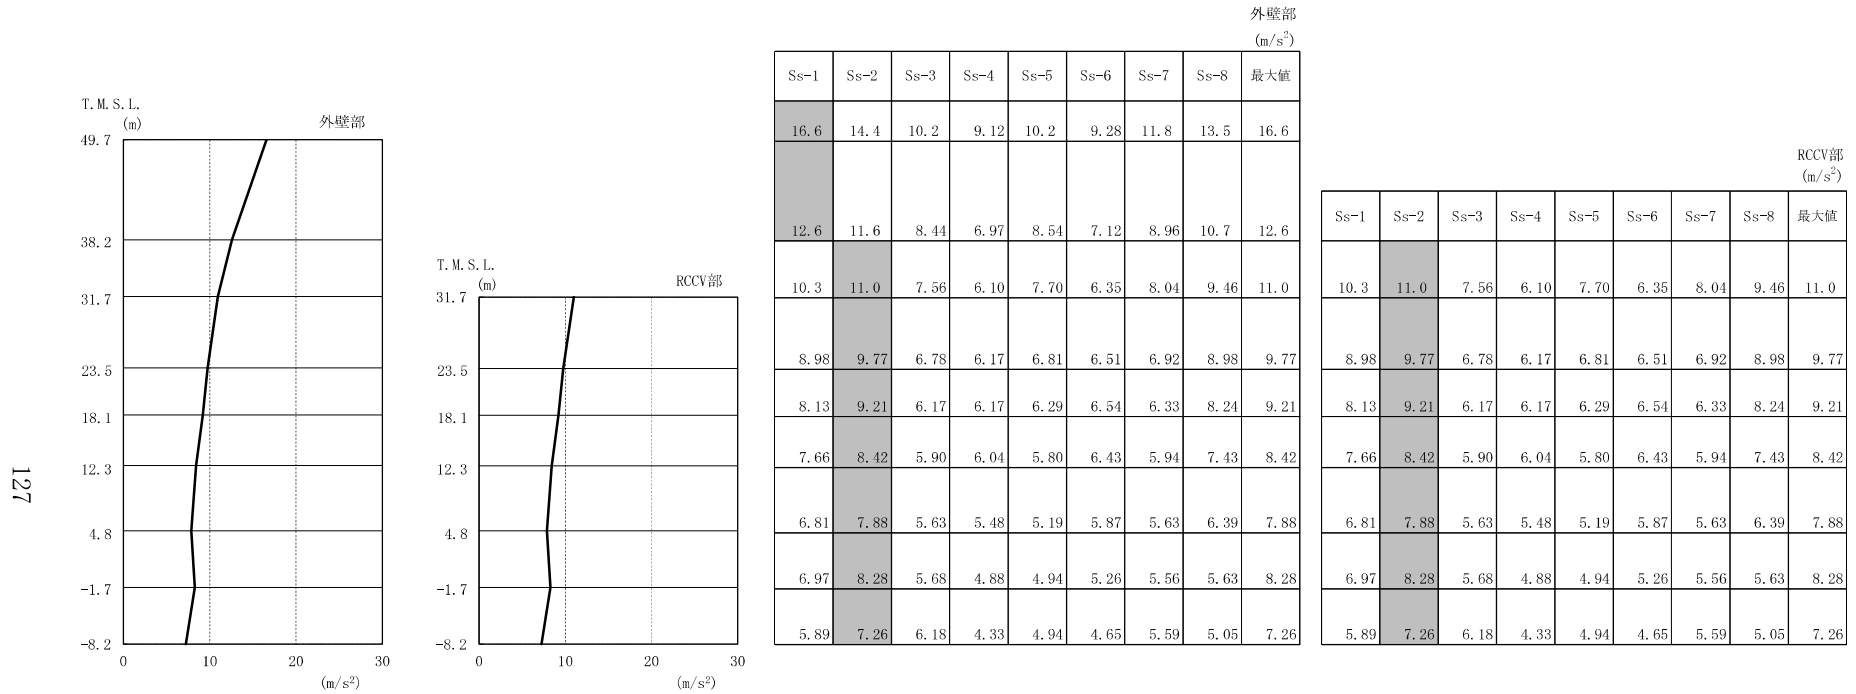 T.M.S.L.
(m)
外壁部
49.7
38.2
31.7
23.5
18.1
12.3
4.8
-1.7
-8.2
0 10 20 30
(m/s²)
T.M.S.L.
(m)
RCCV部
31.7
23.5
18.1
12.3
4.8
-1.7
-8.2
0 10 20 30
(m/s²)
外壁部
(m/s²)
Ss-1 Ss-2 Ss-3 Ss-4 Ss-5 Ss-6 Ss-7 Ss-8 最大値
16.6 14.4 10.2 9.12 10.2 9.28 11.8 13.5 16.6
12.6 11.6 8.44 6.97 8.54 7.12 8.96 10.7 12.6
10.3 11.0 7.56 6.10 7.70 6.35 8.04 9.46 11.0
8.98 9.77 6.78 6.17 6.81 6.51 6.92 8.98 9.77
8.13 9.21 6.17 6.17 6.29 6.54 6.33 8.24 9.21
7.66 8.42 5.90 6.04 5.80 6.43 5.94 7.43 8.42
6.81 7.88 5.63 5.48 5.19 5.87 5.63 6.39 7.88
6.97 8.28 5.68 4.88 4.94 5.26 5.56 5.63 8.28
5.89 7.26 6.18 4.33 4.94 4.65 5.59 5.05 7.26
RCCV部
(m/s²)
Ss-1 Ss-2 Ss-3 Ss-4 Ss-5 Ss-6 Ss-7 Ss-8 最大値
10.3 11.0 7.56 6.10 7.70 6.35 8.04 9.46 11.0
8.98 9.77 6.78 6.17 6.81 6.51 6.92 8.98 9.77
8.13 9.21 6.17 6.17 6.29 6.54 6.33 8.24 9.21
7.66 8.42 5.90 6.04 5.80 6.43 5.94 7.43 8.42
6.81 7.88 5.63 5.48 5.19 5.87 5.63 6.39 7.88
6.97 8.28 5.68 4.88 4.94 5.26 5.56 5.63 8.28
5.89 7.26 6.18 4.33 4.94 4.65 5.59 5.05 7.26
127